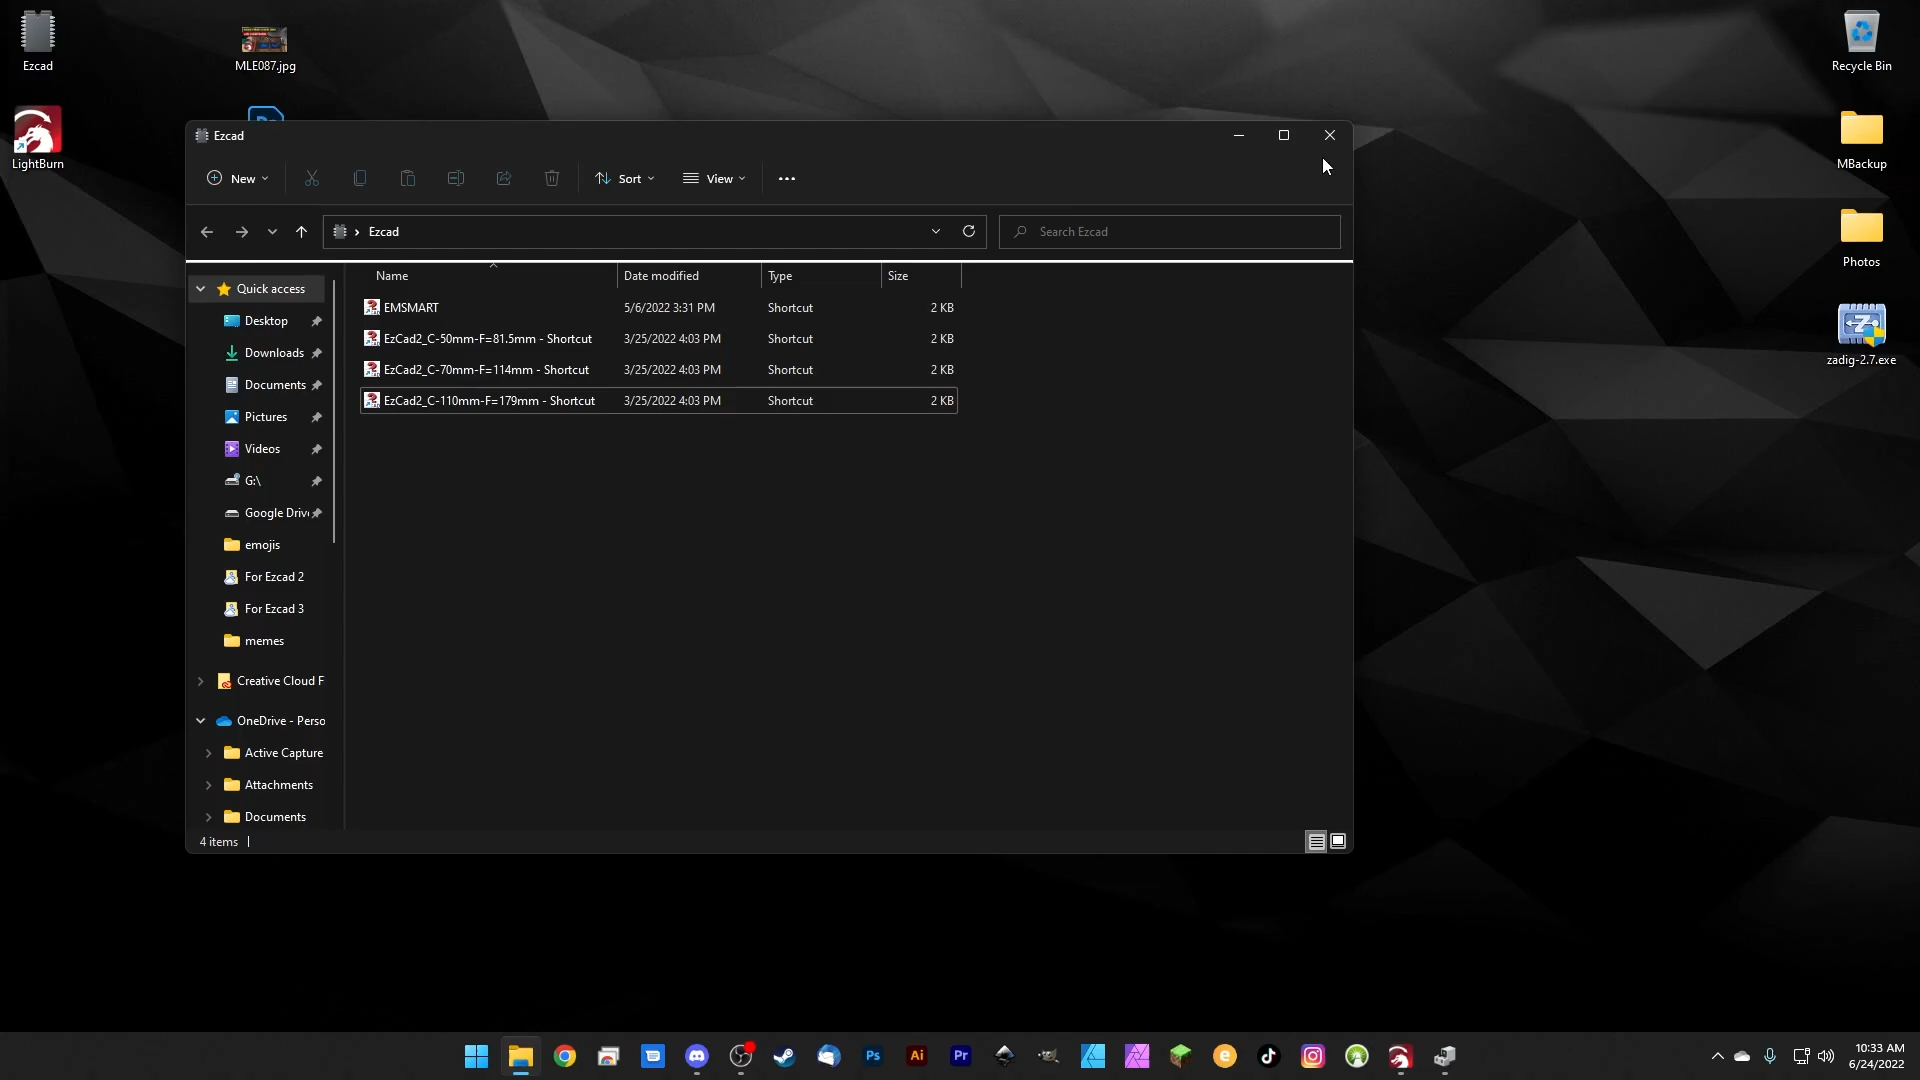 Ezcad
MLE087.jpg
Recycle Bin
LightBurn
MBackup
Photos
zadig-2.7.exe
Ezcad
New
Sort
View
Ezcad
Search Ezcad
Name Date modified Type Size
EMSMART 5/6/2022 3:31 PM Shortcut 2 KB
EzCad2_C-50mm-F=81.5mm - Shortcut 3/25/2022 4:03 PM Shortcut 2 KB
EzCad2_C-70mm-F=114mm - Shortcut 3/25/2022 4:03 PM Shortcut 2 KB
EzCad2_C-110mm-F=179mm - Shortcut 3/25/2022 4:03 PM Shortcut 2 KB
Quick access
Desktop
Downloads
Documents
Pictures
Videos
G:\
Google Driv
emojis
For Ezcad 2
For Ezcad 3
memes
Creative Cloud F
OneDrive - Perso
Active Capture
Attachments
Documents
4 items
Ps
Ai
Pr
10:33 AM
6/24/2022